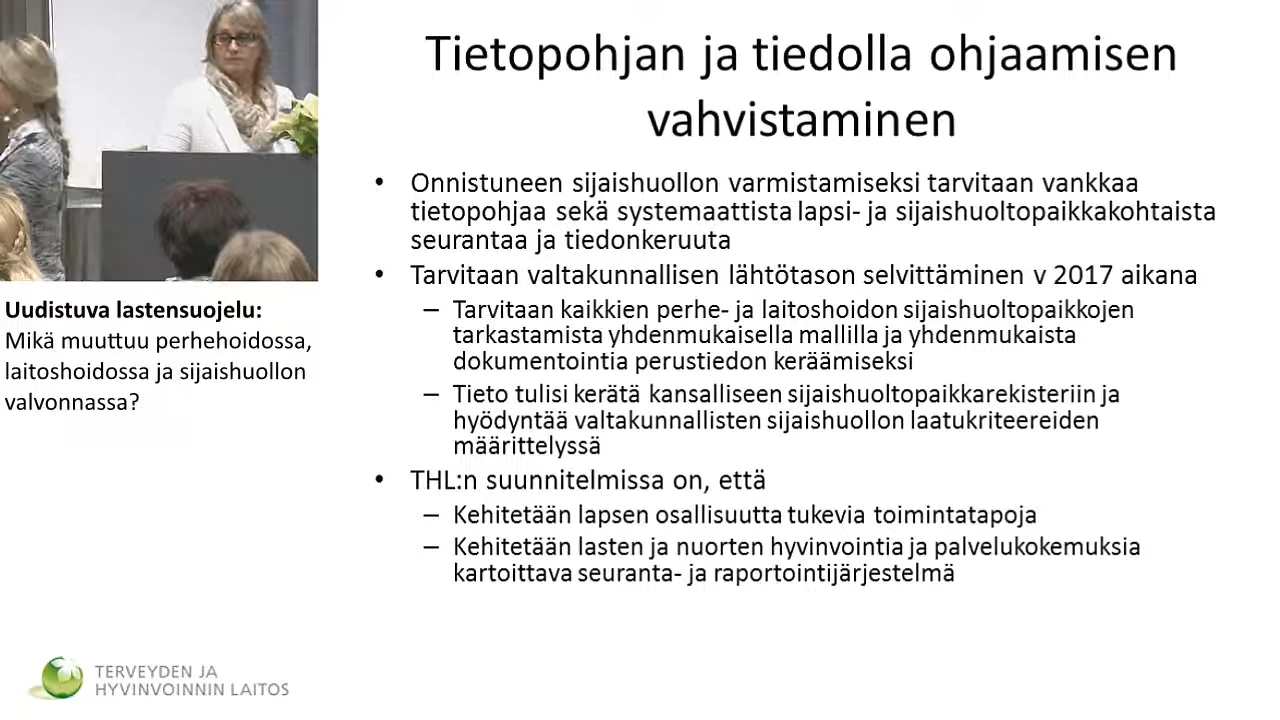 Tietopohjan ja tiedolla ohjaamisen
vahvistaminen
• Onnistuneen sijaishuollon varmistamiseksi tarvitaan vankkaa
tietopohjaa sekä systemaattista lapsi- ja sijaishuoltopaikkakohtaista
seurantaa ja tiedonkeruuta
• Tarvitaan valtakunnallisen lähtötason selvittäminen v 2017 aikana
– Tarvitaan kaikkien perhe- ja laitoshoidon sijaishuoltopaikkojen
tarkastamista yhdenmukaisella mallilla ja yhdenmukaista
dokumentointia perustiedon keräämiseksi
– Tieto tulisi kerätä kansalliseen sijaishuoltopaikkarekisteriin ja
hyödyntää valtakunnallisten sijaishuollon laatukriteereiden
määrittelyssä
• THL:n suunnitelmissa on, että
– Kehitetään lapsen osallisuutta tukevia toimintatapoja
– Kehitetään lasten ja nuorten hyvinvointia ja palvelukokemuksia
kartoittava seuranta- ja raportointijärjestelmä
Uudistuva lastensuojelu:
Mikä muuttuu perhehoidossa,
laitoshoidossa ja sijaishuollon
valvonnassa?
TERVEYDEN JA
HYVINVOINNIN LAITOS